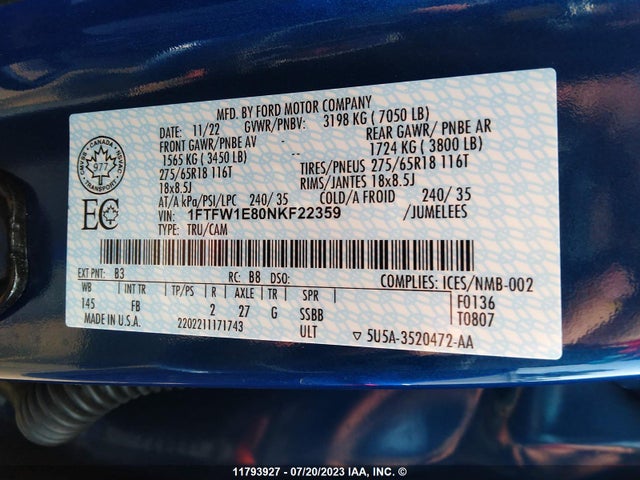 MFD. BY FORD MOTOR COMPANY
11/22 GVWR/PNBV: 3198 KG ( 7050 LB)
FRONT GAWR/PNBE AV -- REAR GAWR/ PNBE AR
1565 KG ( 3450 LB) 1724 KG ( 3800 LB)
275/65R18 116T TIRES/PNEUS 275/65R18 116T
18x8.5J RIMS/JANTES 18x8.5J
AT/A kPa/PSI/LPC 240/ 35 COLD/A FROID 240/ 35
VIN: 1FTFW1E80NKF22359 /JUMELEES
TYPE: TRU/CAM
CANADA
977
TRANSPORT
EC
EXT PNT: B3 RC: B8 DSO: COMPLIES: ICES/NMB-002
WB INT TR TP/PS R AXLE TR SPR F0136
145 FB 2 27 G SSBB T0807
MADE IN U.S.A. 2202211171743 ULT ▽ 5U5A-3520472-AA
11793927 - 07/20/2023 IAA, INC. ©